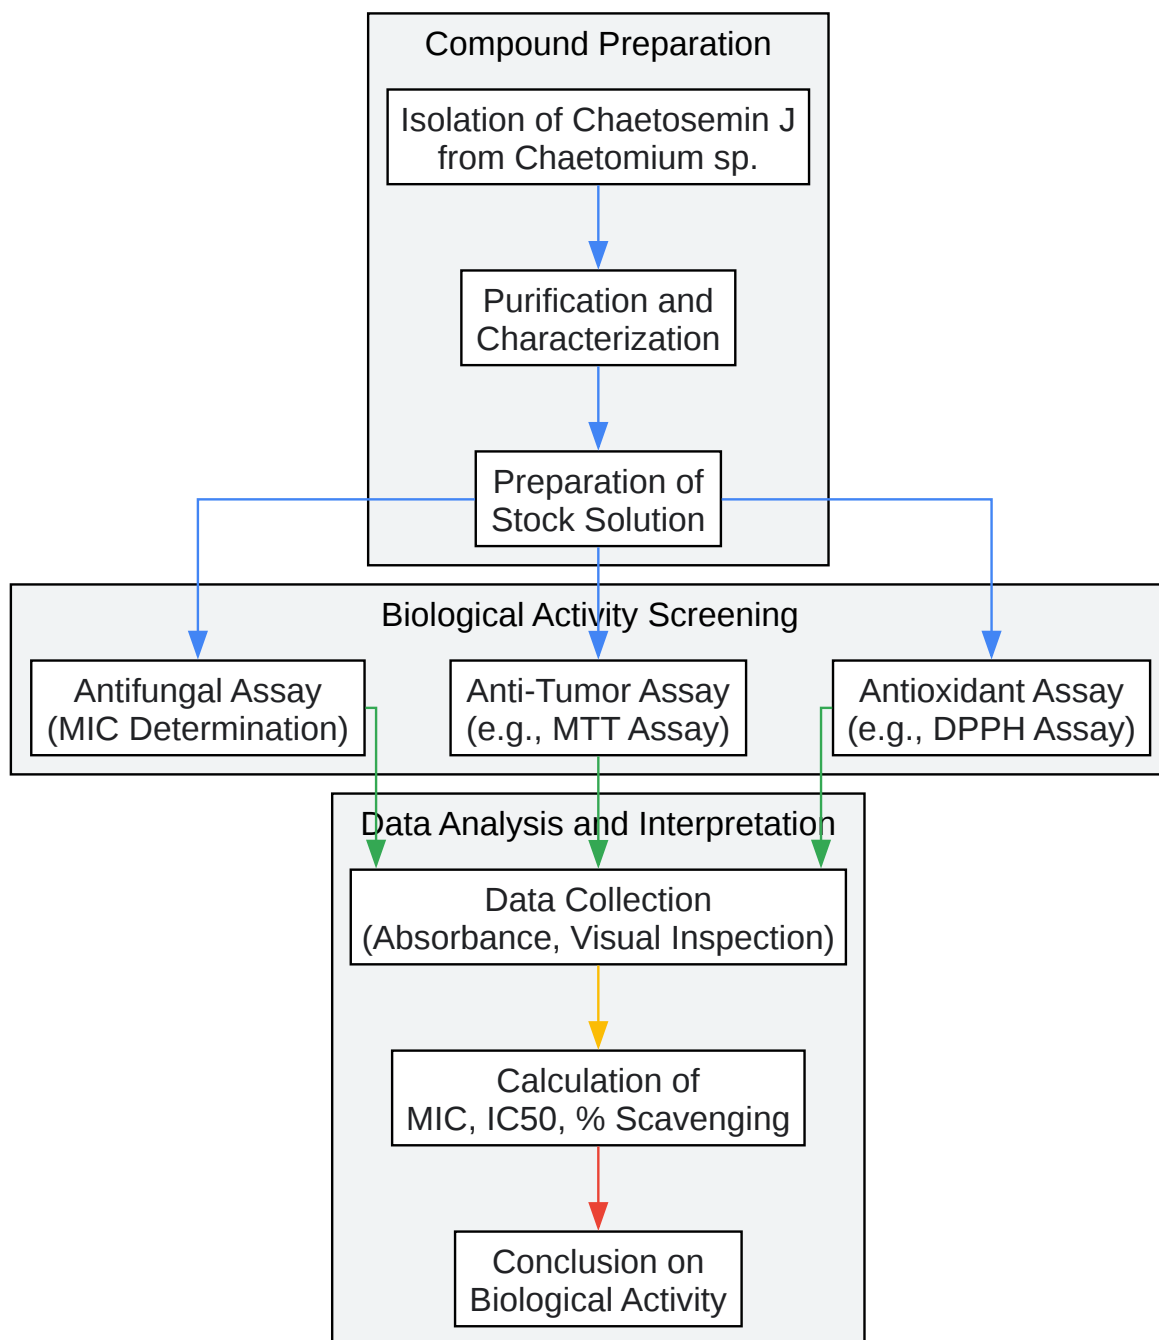 Compound Preparation
Isolation of Chaetosemin J
from Chaetomium sp.
Purification and
Characterization
Preparation of
Stock Solution
Biological Activity Screening
Antifungal Assay
(MIC Determination)
Anti-Tumor Assay
(e.g., MTT Assay)
Antioxidant Assay
(e.g., DPPH Assay)
Data Analysis and Interpretation
Data Collection
(Absorbance, Visual Inspection)
Calculation of
MIC, IC50, % Scavenging
Conclusion on
Biological Activity